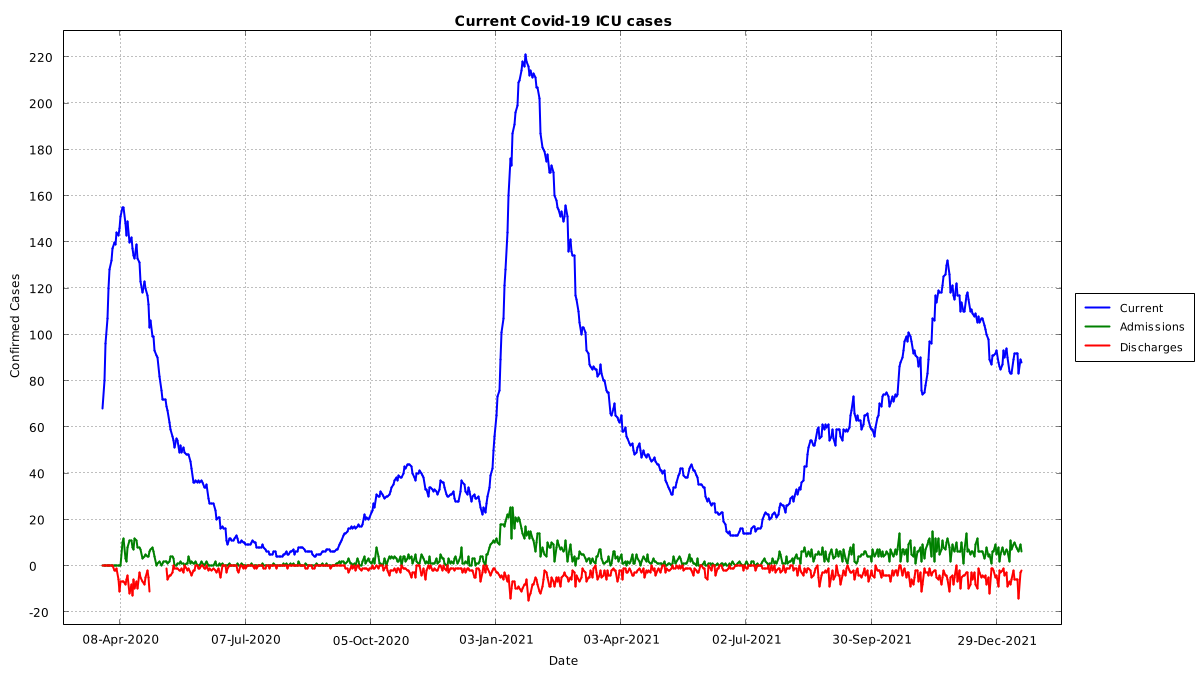 Current Covid-19 ICU cases
220
200
180
160
140
120
100
80
60
40
20
0
-20
Confirmed Cases
08-Apr-2020 07-Jul-2020 05-Oct-2020 03-Jan-2021 03-Apr-2021 02-Jul-2021 30-Sep-2021 29-Dec-2021
Date
Current
Admissions
Discharges